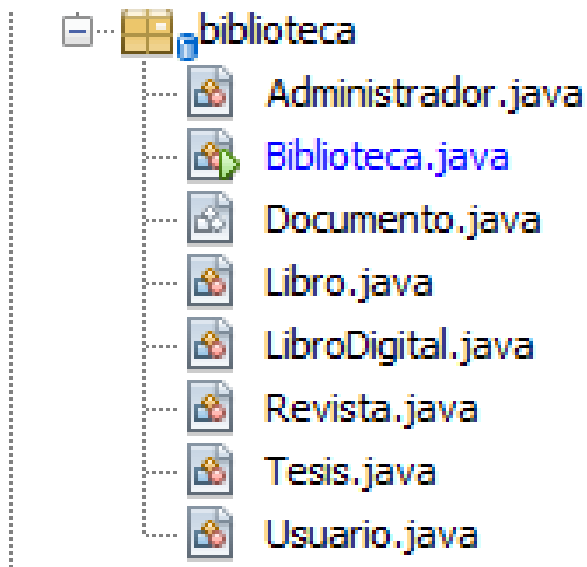 biblioteca
Administrador.java
Biblioteca.java
Documento.java
Libro.java
LibroDigital.java
Revista.java
Tesis.java
Usuario.java